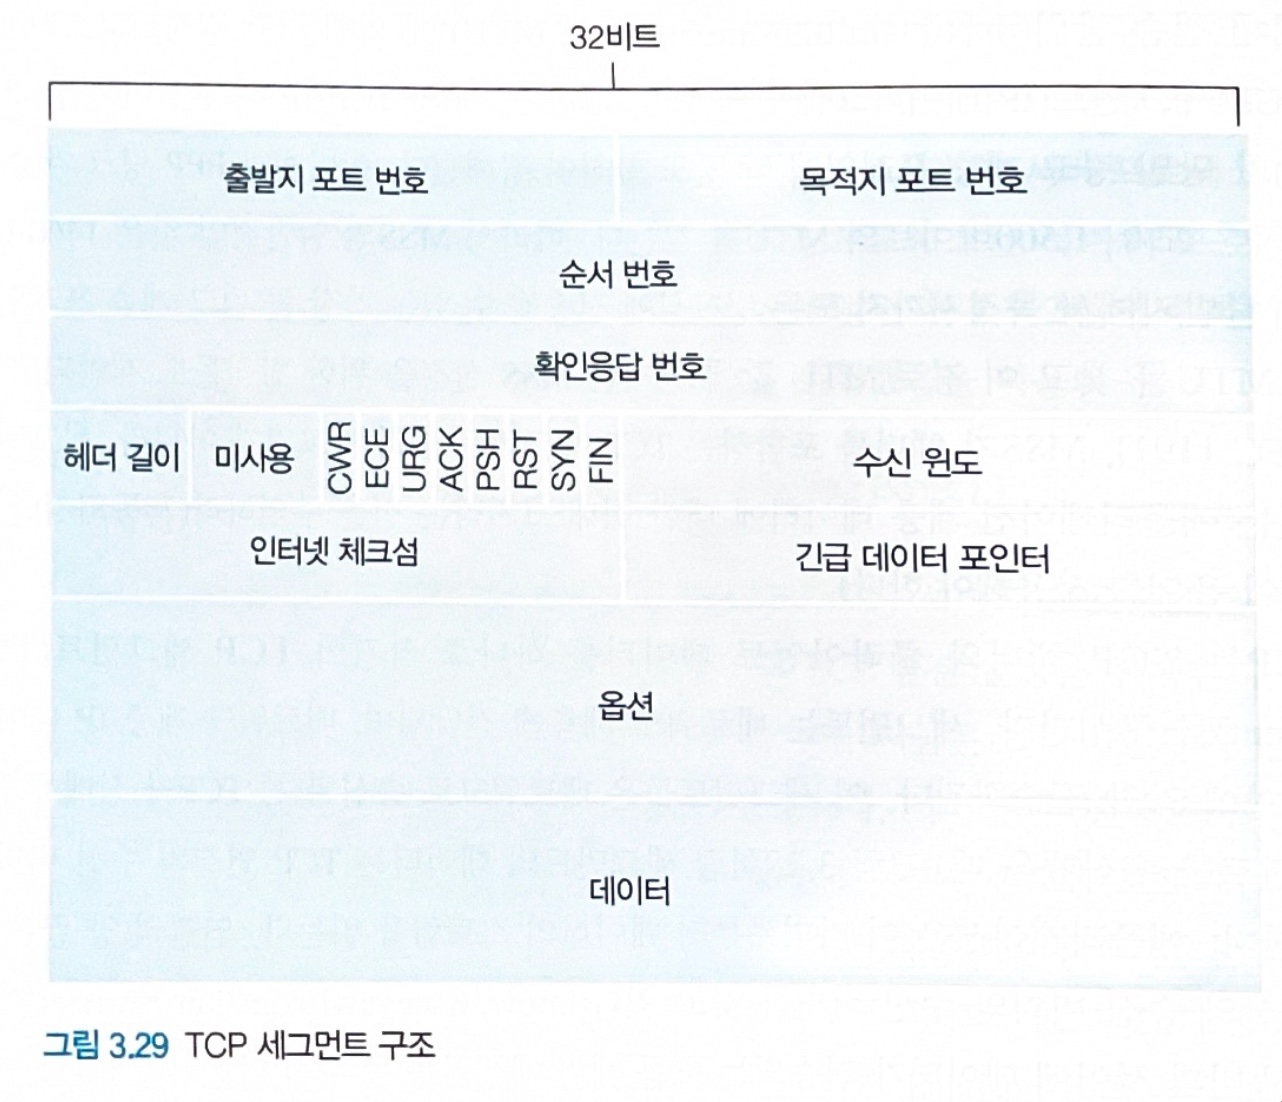 32비트
출발지 포트 번호 목적지 포트 번호
순서 번호
확인응답 번호
헤더 길이 미사용 CWR ECE URG ACK PSH RST SYN FIN 수신 윈도
인터넷 체크섬 긴급 데이터 포인터
옵션
데이터
그림 3.29 TCP 세그먼트 구조